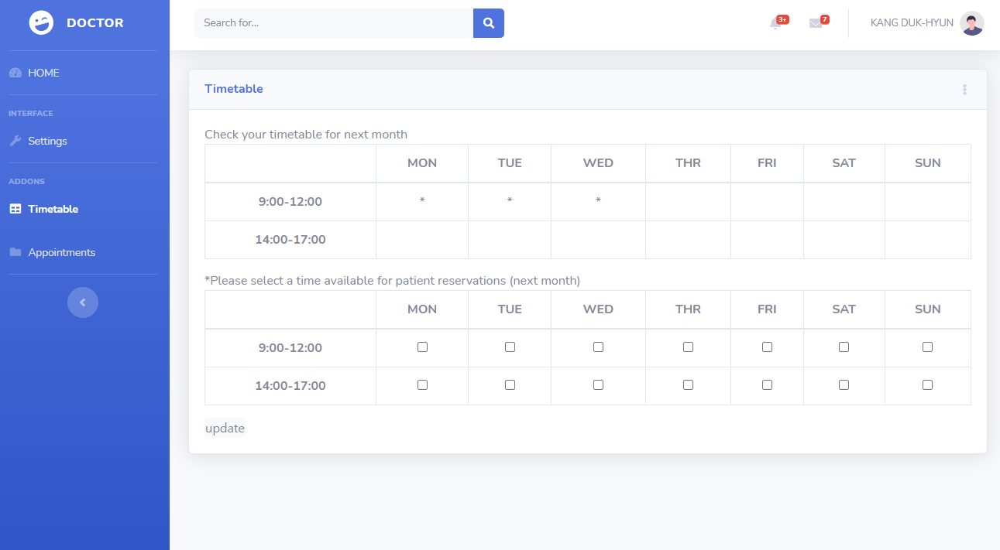 DOCTOR
HOME
INTERFACE
Settings
ADDONS
Timetable
Appointments
Search for...
3+
7
KANG DUK-HYUN
Timetable
Check your timetable for next month
MON TUE WED THR FRI SAT SUN
9:00-12:00 * * *
14:00-17:00
*Please select a time available for patient reservations (next month)
MON TUE WED THR FRI SAT SUN
9:00-12:00
14:00-17:00
update